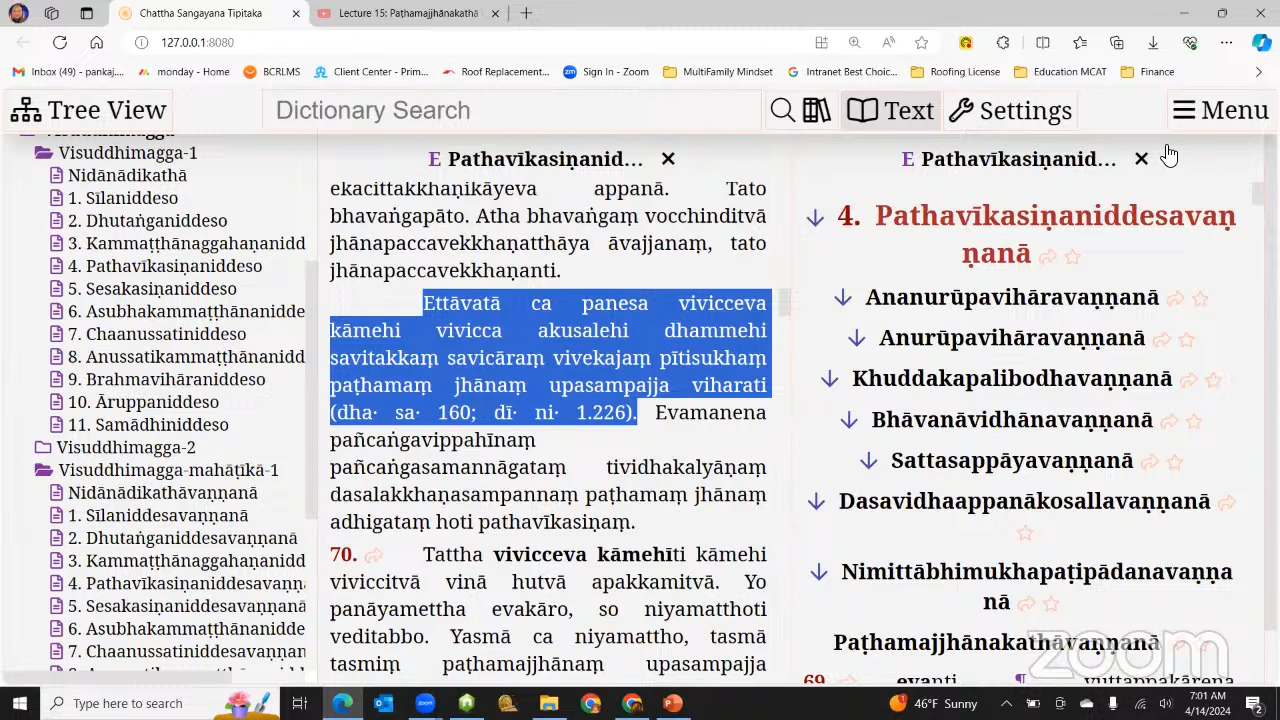 Chattha Sangayana Tipitaka
Lecture 15: Paṭhamajjhānakathā
127.0.0.1:8080
Inbox (49) - pankaj....
monday - Home
BCRLMS
Client Center - Prim...
Roof Replacement...
Sign In - Zoom
MultiFamily Mindset
Intranet Best Choic...
Roofing License
Education MCAT
Finance
Tree View
Dictionary Search
Text
Settings
Menu
Visuddhimagga
Visuddhimagga-1
Nidānādikathā
1. Sīlaniddeso
2. Dhutaṅganiddeso
3. Kammaṭṭhānaggahaṇanidd
4. Pathavīkasiṇaniddeso
5. Sesakasiṇaniddeso
6. Asubhakammaṭṭhānanidde
7. Chaanussatiniddeso
8. Anussatikammaṭṭhānanidd
9. Brahmavihāraniddeso
10. Āruppaniddeso
11. Samādhiniddeso
Visuddhimagga-2
Visuddhimagga-mahāṭīkā-1
Nidānādikathāvaṇṇanā
1. Sīlaniddesavaṇṇanā
2. Dhutaṅganiddesavaṇṇanā
3. Kammaṭṭhānaggahaṇanidd
4. Pathavīkasiṇaniddesavaṇṇa
5. Sesakasiṇaniddesavaṇṇanā
6. Asubhakammaṭṭhānanidde
7. Chaanussatiniddesavaṇṇanā
E Pathavīkasiṇanid... ×
ekacittakkhaṇikāyeva appanā. Tato
bhavaṅgapāto. Atha bhavaṅgaṃ vocchinditvā
jhānapaccavekkhaṇatthāya āvajjanaṃ, tato
jhānapaccavekkhaṇanti.
Ettāvatā ca panesa vivicceva
kāmehi vivicca akusalehi dhammehi
savitakkaṃ savicāraṃ vivekajaṃ pītisukhaṃ
paṭhamaṃ jhānaṃ upasampajja viharati
(dha· sa· 160; dī· ni· 1.226). Evamanena
pañcaṅgavippahīnaṃ
pañcaṅgasamannāgataṃ tividhakalyāṇaṃ
dasalakkhaṇasampannaṃ paṭhamaṃ jhānaṃ
adhigataṃ hoti pathavīkasiṇaṃ.
70. Tattha vivicceva kāmehīti kāmehi
viviccitvā vinā hutvā apakkamitvā. Yo
panāyamettha evakāro, so niyamatthoti
veditabbo. Yasmā ca niyamattho, tasmā
tasmiṃ paṭhamajjhānaṃ upasampajja
E Pathavīkasiṇanid... ×
4. Pathavīkasiṇaniddesavaṇ
ṇanā
Ananurūpavihāravaṇṇanā
Anurūpavihāravaṇṇanā
Khuddakapalibodhavaṇṇanā
Bhāvanāvidhānavaṇṇanā
Sattasappāyavaṇṇanā
Dasavidhaappanākosallavaṇṇanā
Nimittābhimukhapaṭipādanavaṇṇa
nā
Paṭhamajjhānakathāvaṇṇanā
69 evanti ¶ vuttappakārena
zoom
Type here to search
46°F Sunny
7:01 AM
4/14/2024
2